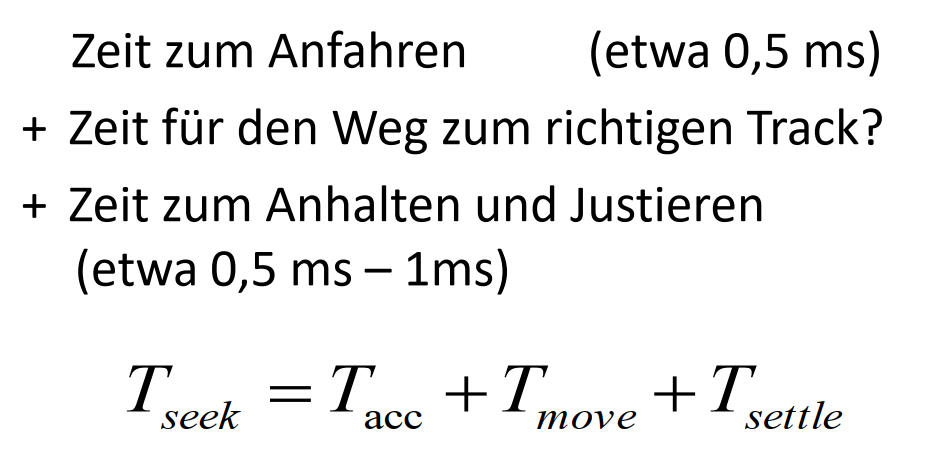 Zeit zum Anfahren (etwa 0,5 ms)
+ Zeit für den Weg zum richtigen Track?
+ Zeit zum Anhalten und Justieren
(etwa 0,5 ms – 1ms)
T_seek = T_acc + T_move + T_settle